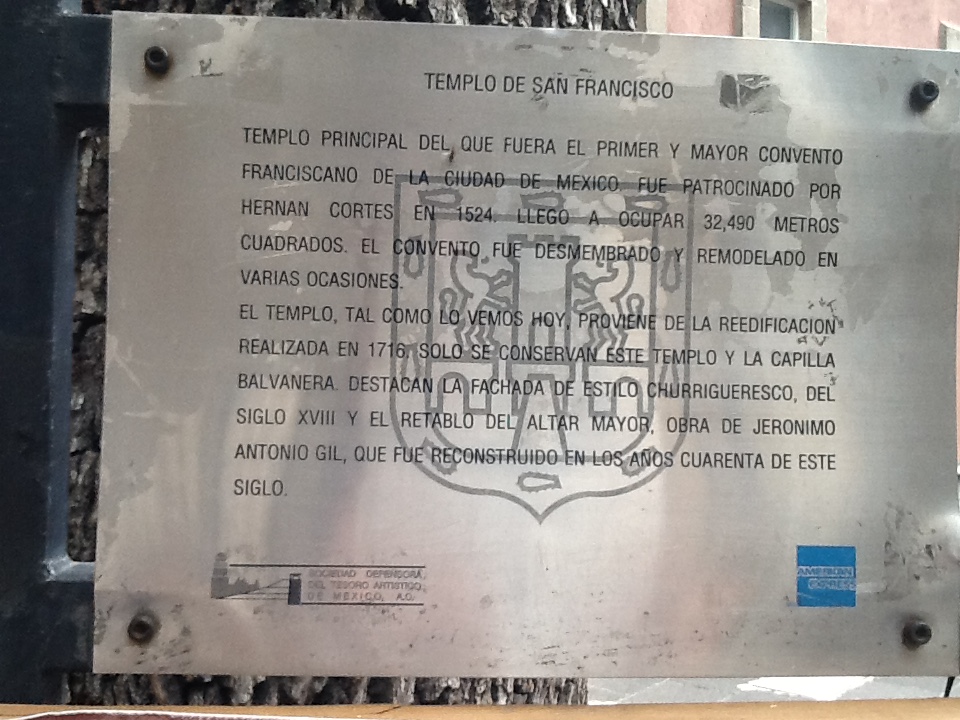 TEMPLO DE SAN FRANCISCO
TEMPLO PRINCIPAL DEL QUE FUERA EL PRIMER Y MAYOR CONVENTO
FRANCISCANO DE LA CIUDAD DE MEXICO. FUE PATROCINADO POR
HERNAN CORTES EN 1524. LLEGO A OCUPAR 32,490 METROS
CUADRADOS. EL CONVENTO FUE DESMEMBRADO Y REMODELADO EN
VARIAS OCASIONES.
EL TEMPLO, TAL COMO LO VEMOS HOY, PROVIENE DE LA REEDIFICACION
REALIZADA EN 1716, SOLO SE CONSERVAN ESTE TEMPLO Y LA CAPILLA
BALVANERA. DESTACAN LA FACHADA DE ESTILO CHURRIGUERESCO, DEL
SIGLO XVIII Y EL RETABLO DEL ALTAR MAYOR, OBRA DE JERONIMO
ANTONIO GIL, QUE FUE RECONSTRUIDO EN LOS AÑOS CUARENTA DE ESTE
SIGLO.
SOCIEDAD DEFENSORA
DEL TESORO ARTISTICO
DE MEXICO, A.C.
AMERICAN
EXPRESS